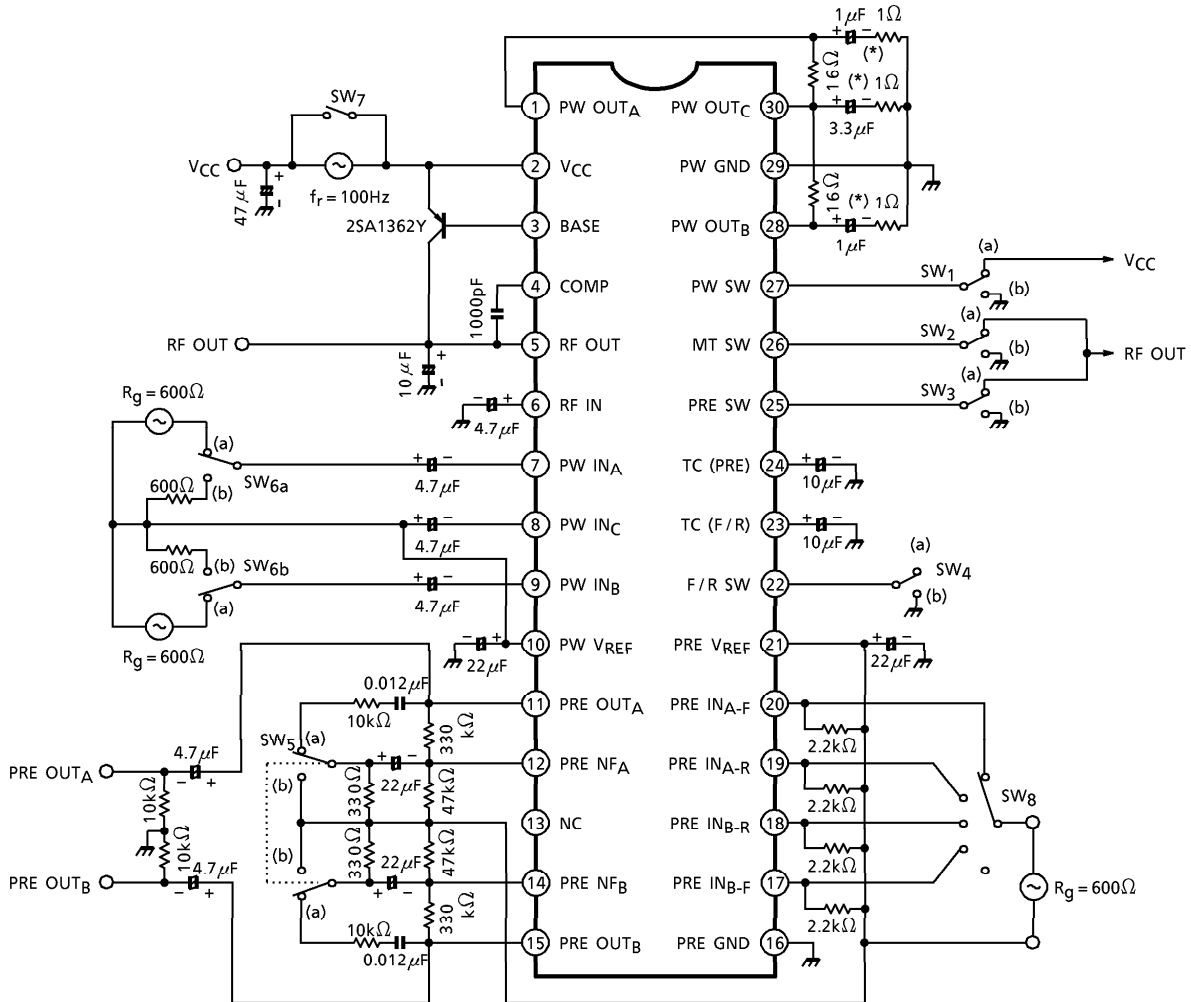 1μF 1Ω
+ −
(*)
16Ω
(*) 1Ω
+ −
3.3μF
16Ω
(*) 1Ω
+ −
1μF
SW7
VCC
47μF
+
-
fr = 100Hz
2SA1362Y
1000pF
RF OUT
10μF
+
-
1 PW OUTA
2 VCC
3 BASE
4 COMP
5 RF OUT
6 RF IN
7 PW INA
8 PW INC
9 PW INB
10 PW VREF
11 PRE OUTA
12 PRE NFA
13 NC
14 PRE NFB
15 PRE OUTB
PW OUTC 30
PW GND 29
PW OUTB 28
PW SW 27
MT SW 26
PRE SW 25
TC (PRE) 24
TC (F/R) 23
F/R SW 22
PRE VREF 21
PRE INA-F 20
PRE INA-R 19
PRE INB-R 18
PRE INB-F 17
PRE GND 16
SW1
(a)
(b)
VCC
SW2
(a)
(b)
RF OUT
SW3
(a)
(b)
− +
4.7μF
Rg = 600Ω
(a)
SW6a
(b)
600Ω
+ −
4.7μF
+ −
4.7μF
600Ω
(b)
SW6b
(a)
+ −
4.7μF
Rg = 600Ω
− +
22μF
+ −
10μF
+ −
10μF
(a)
SW4
(b)
+ −
22μF
0.012μF
10kΩ
330
kΩ
SW5
(a)
(b)
+ −
22μF
330Ω
47kΩ
330Ω
22μF
+ −
47kΩ
(b)
(a)
330
kΩ
10kΩ
0.012μF
PRE OUTA
4.7μF
− +
10kΩ
10kΩ
4.7μF
PRE OUTB
− +
2.2kΩ
2.2kΩ
2.2kΩ
2.2kΩ
SW8
Rg = 600Ω